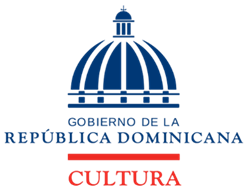 GOBIERNO DE LA
REPÚBLICA DOMINICANA
CULTURA